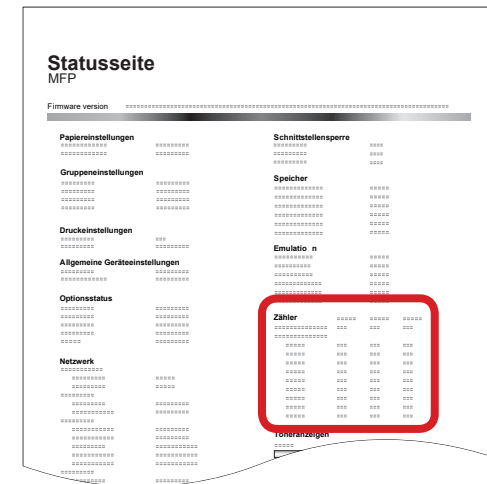 Statusseite
MFP
Firmware version
Papiereinstellungen
Gruppeneinstellungen
Druckeinstellungen
Allgemeine Geräteeinstellungen
Optionsstatus
Netzwerk
Schnittstellensperre
Speicher
Emulatio n
Zähler
Toneranzeigen